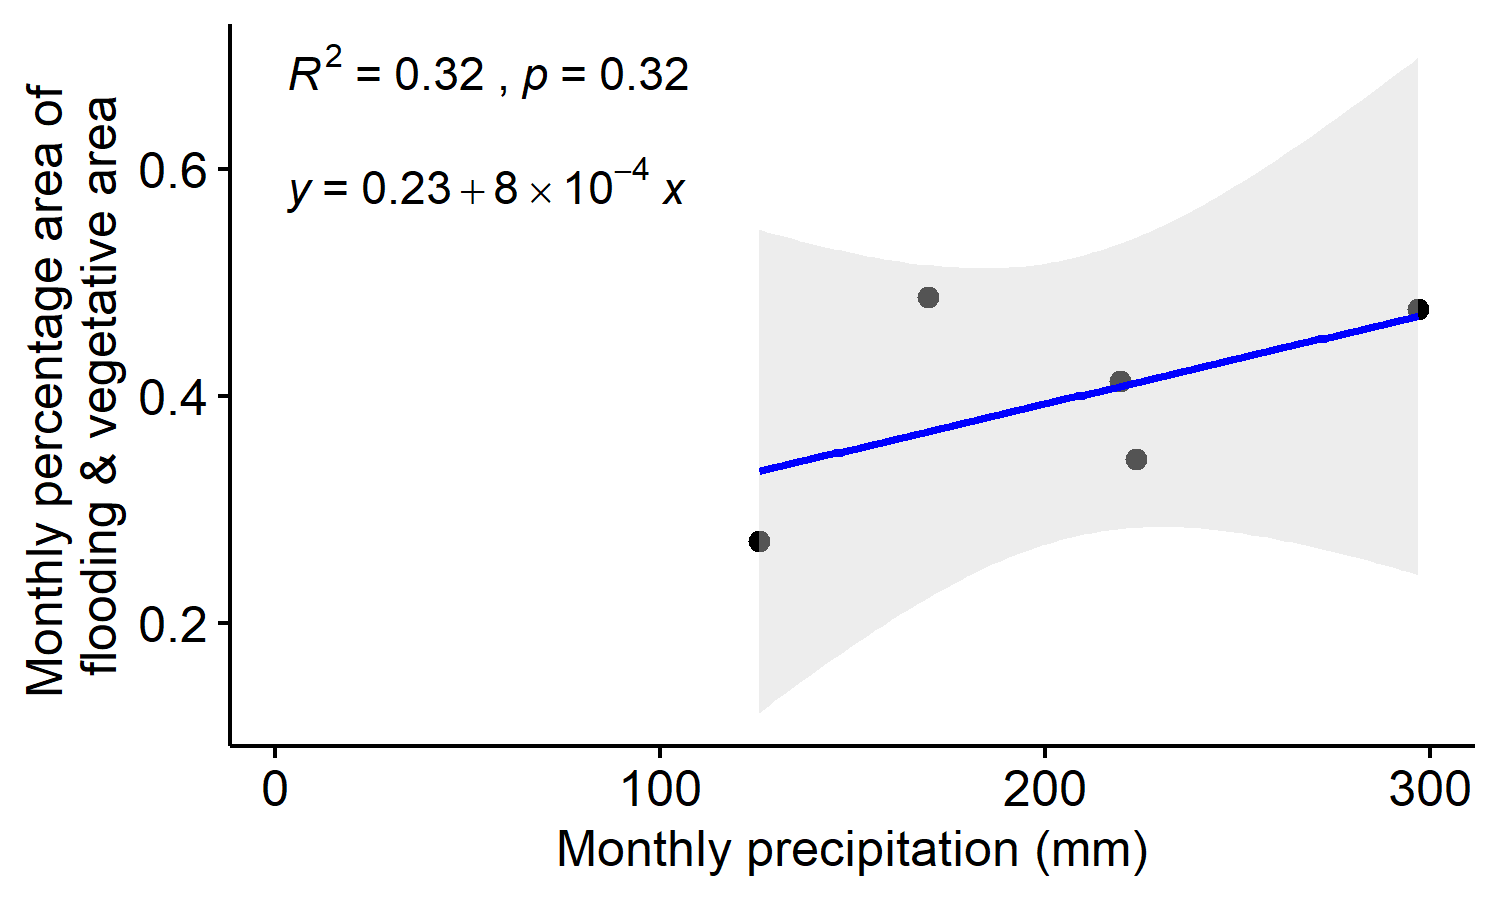 R² = 0.32 , p = 0.32
y = 0.23 + 8 × 10⁻⁴ x
Monthly percentage area of
flooding & vegetative area
0.6
0.4
0.2
0 100 200 300
Monthly precipitation (mm)